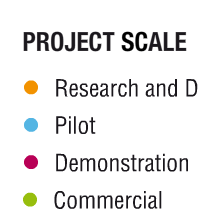 PROJECT SCALE
Research and D
Pilot
Demonstration
Commercial